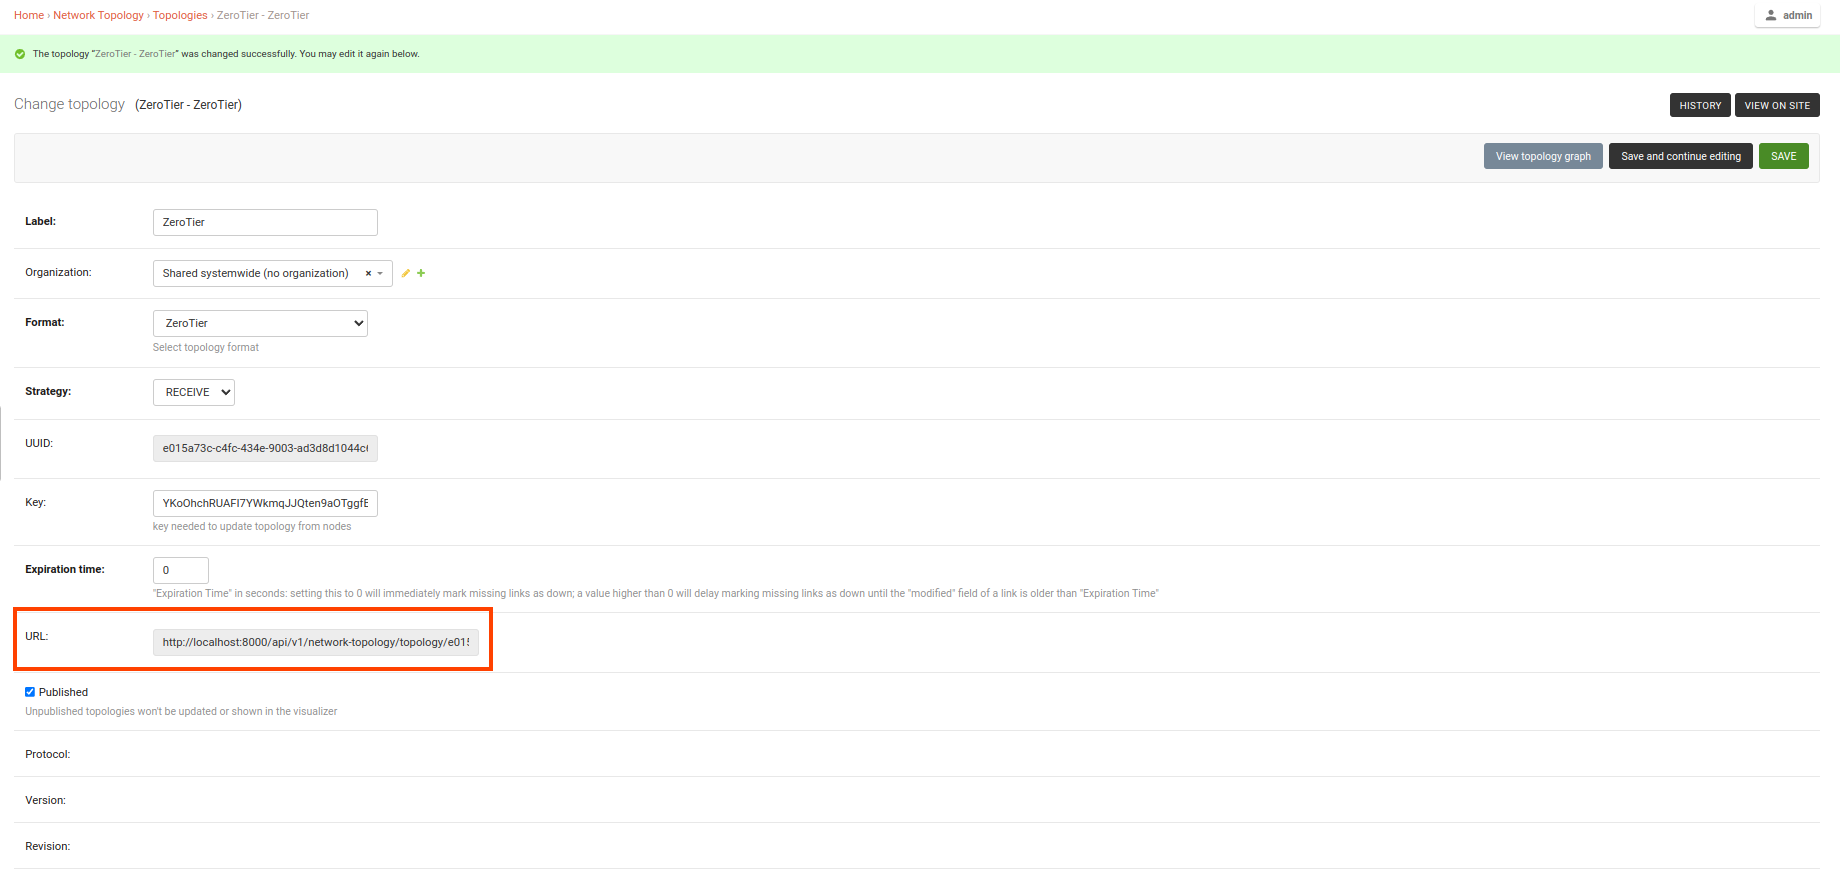 Home › Network Topology › Topologies › ZeroTier - ZeroTier
admin
The topology “ZeroTier - ZeroTier” was changed successfully. You may edit it again below.
Change topology (ZeroTier - ZeroTier)
HISTORY
VIEW ON SITE
View topology graph
Save and continue editing
SAVE
Label:
ZeroTier
Organization:
Shared systemwide (no organization)
Format:
ZeroTier
Select topology format
Strategy:
RECEIVE
UUID:
e015a73c-c4fc-434e-9003-ad3d8d1044c
Key:
YKoOhchRUAFI7YWkmqJJQten9aOTggfE
key needed to update topology from nodes
Expiration time:
0
"Expiration Time" in seconds: setting this to 0 will immediately mark missing links as down; a value higher than 0 will delay marking missing links as down until the "modified" field of a link is older than "Expiration Time"
URL:
http://localhost:8000/api/v1/network-topology/topology/e015
Published
Unpublished topologies won't be updated or shown in the visualizer
Protocol:
Version:
Revision: